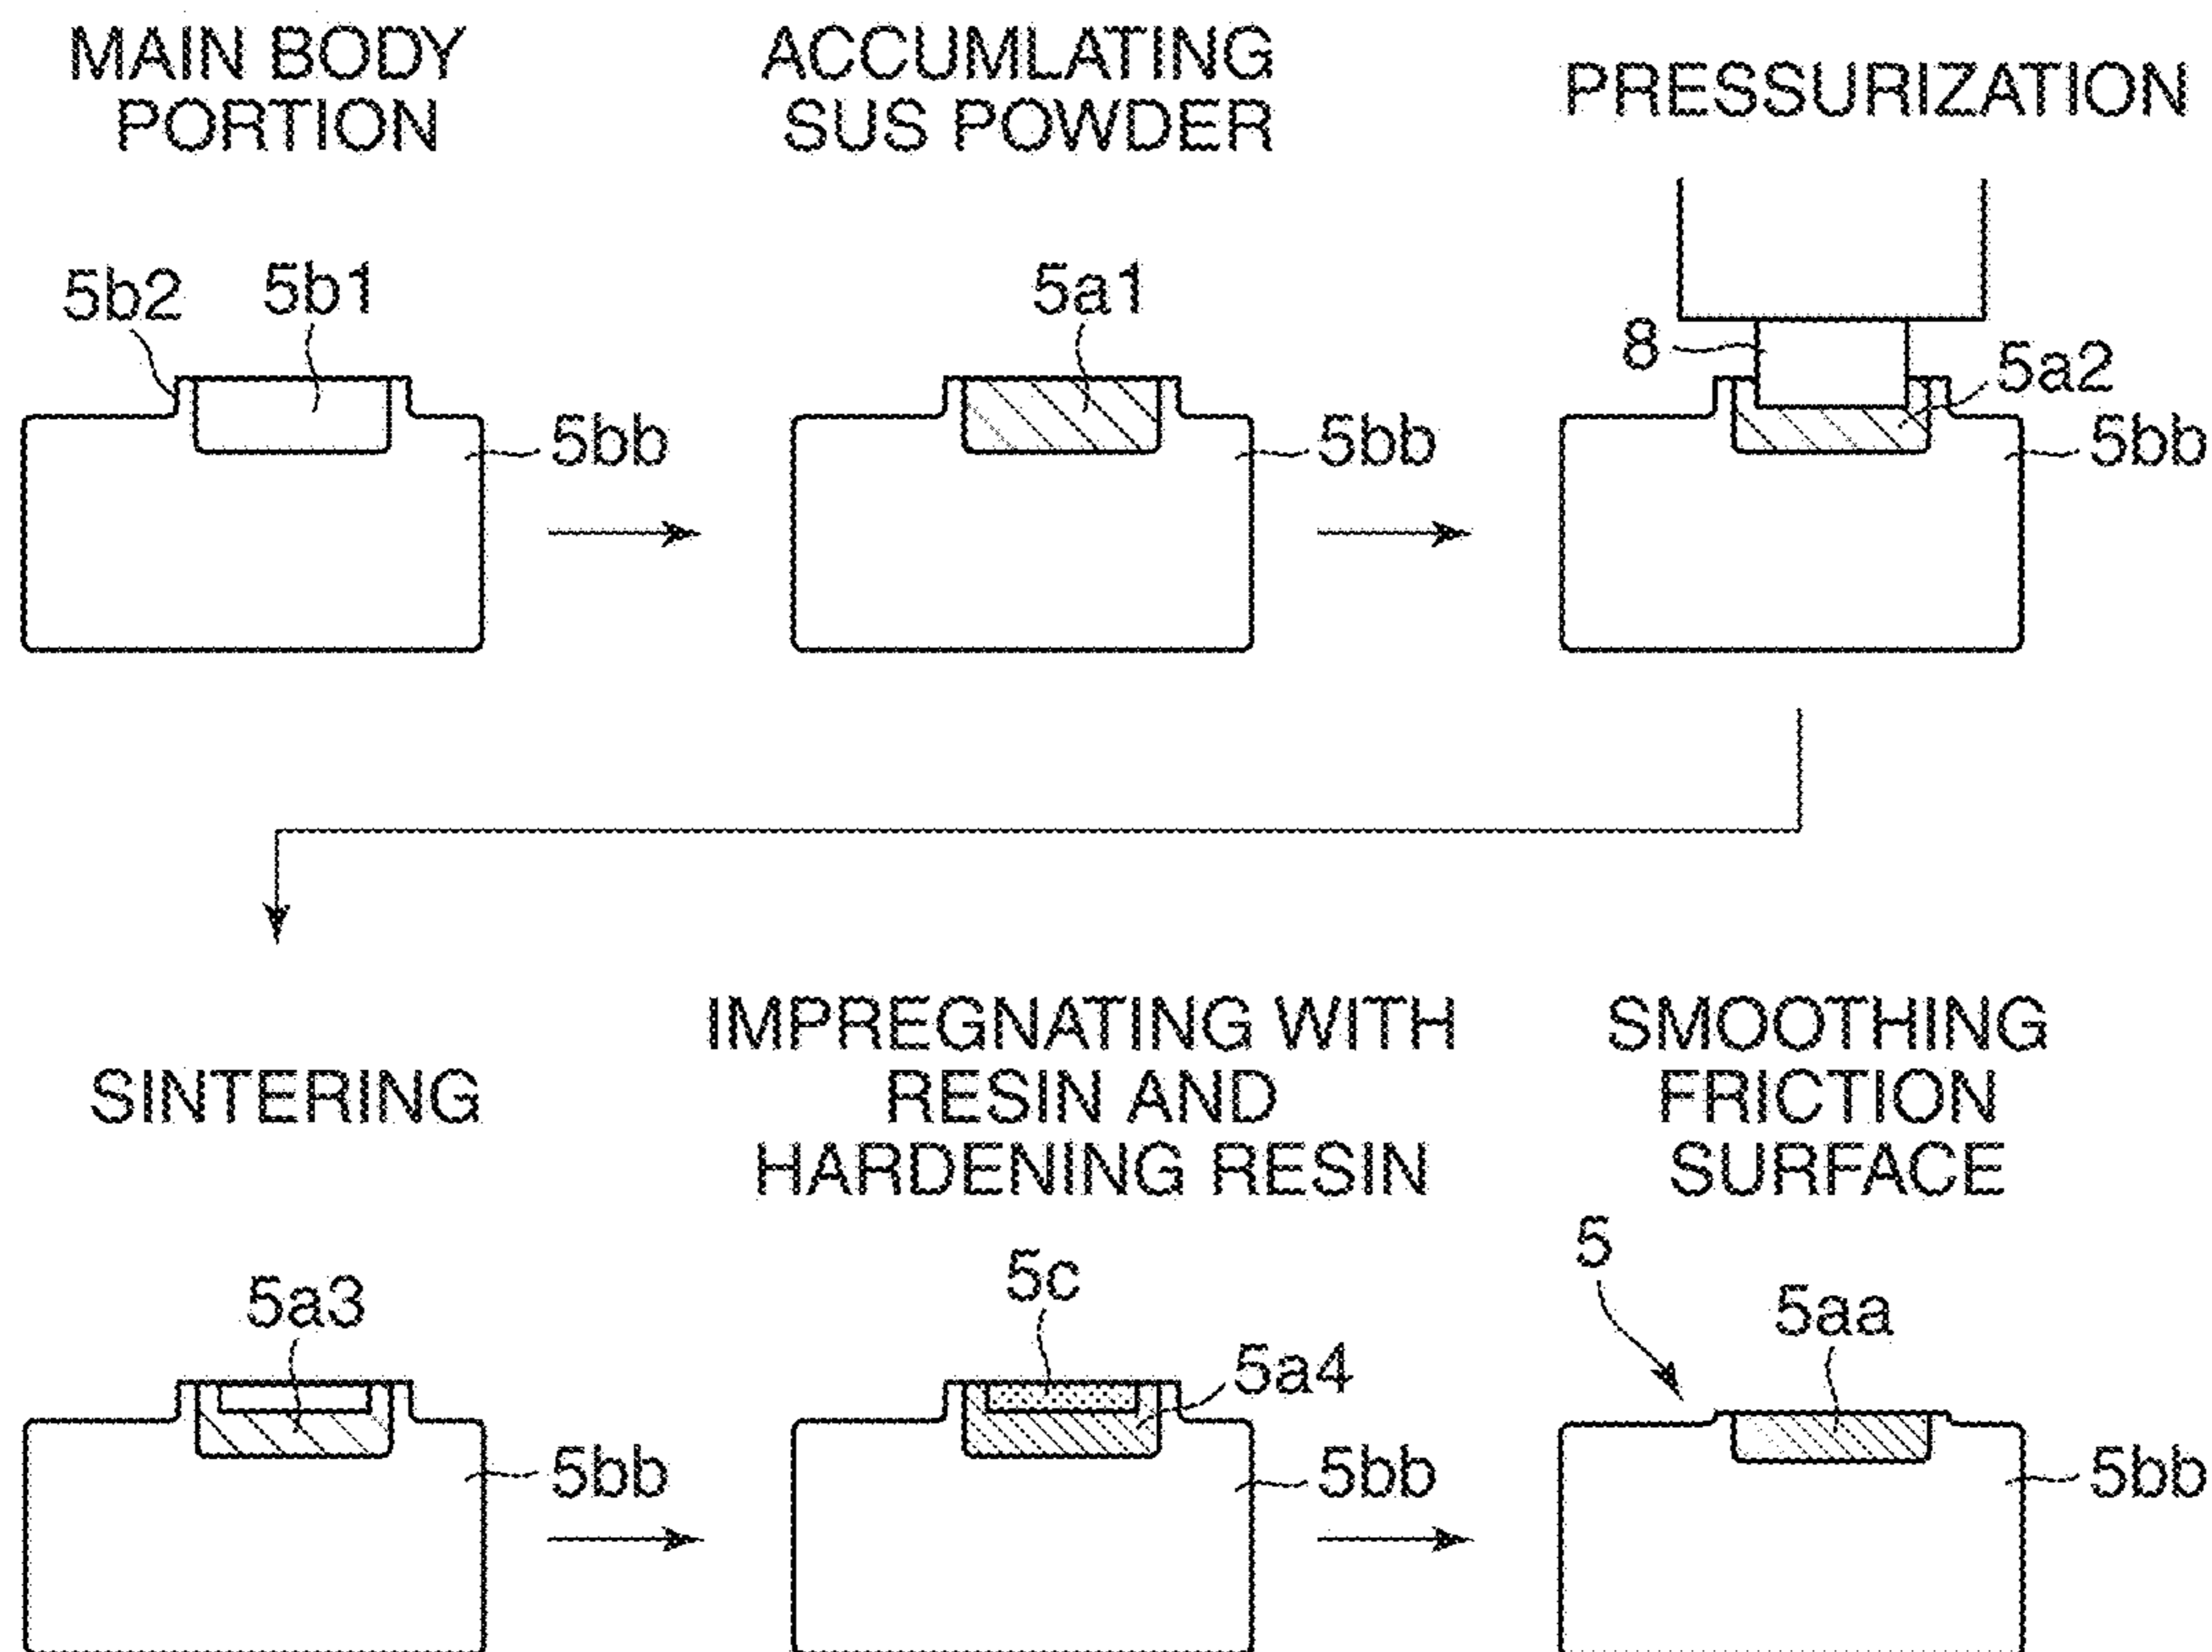 MAIN BODY
PORTION
ACCUMLATING
SUS POWDER
PRESSURIZATION
5b2
5b1
5bb
5a1
5bb
8
5a2
5bb
SINTERING
IMPREGNATING WITH
RESIN AND
HARDENING RESIN
SMOOTHING
FRICTION
SURFACE
5a3
5bb
5c
5a4
5bb
5
5aa
5bb